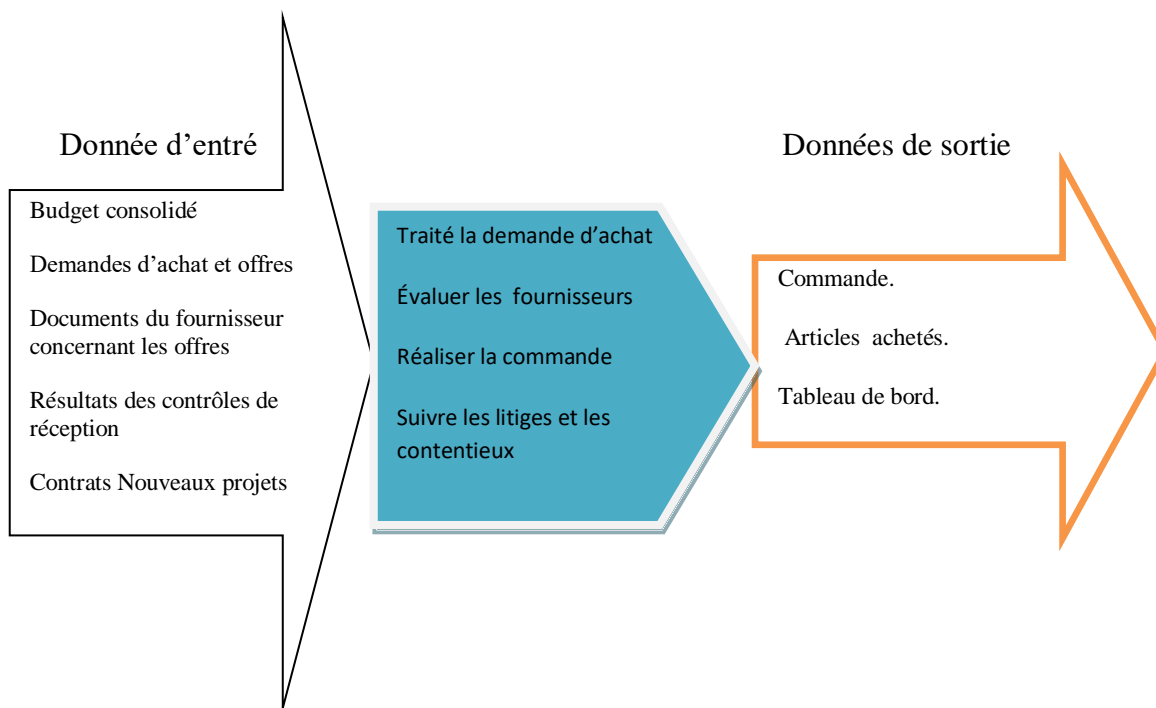 Donnée d’entré
Budget consolidé
Demandes d’achat et offres
Documents du fournisseur
concernant les offres
Résultats des contrôles de
réception
Contrats Nouveaux projets
Traité la demande d’achat
Évaluer les  fournisseurs
Réaliser la commande
Suivre les litiges et les
contentieux
Données de sortie
Commande.
Articles  achetés.
Tableau de bord.